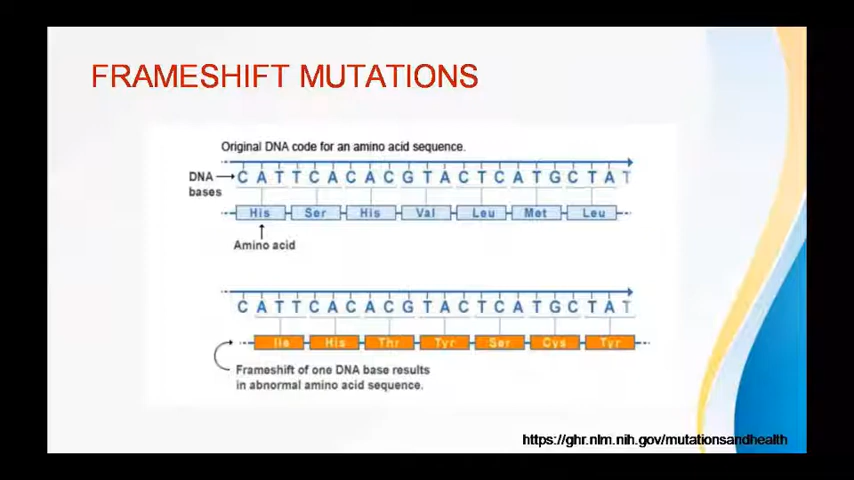 FRAMESHIFT MUTATIONS
Original DNA code for an amino acid sequence.
DNA bases
C A T T C A C A C G T A C T C A T G C T A T
His Ser His Val Leu Met Leu
Amino acid
C A T T C A C A C G T A C T C A T G C T A T
Ile His Thr Tyr Ser Cys Tyr
Frameshift of one DNA base results
in abnormal amino acid sequence.
https://ghr.nlm.nih.gov/mutationsandhealth